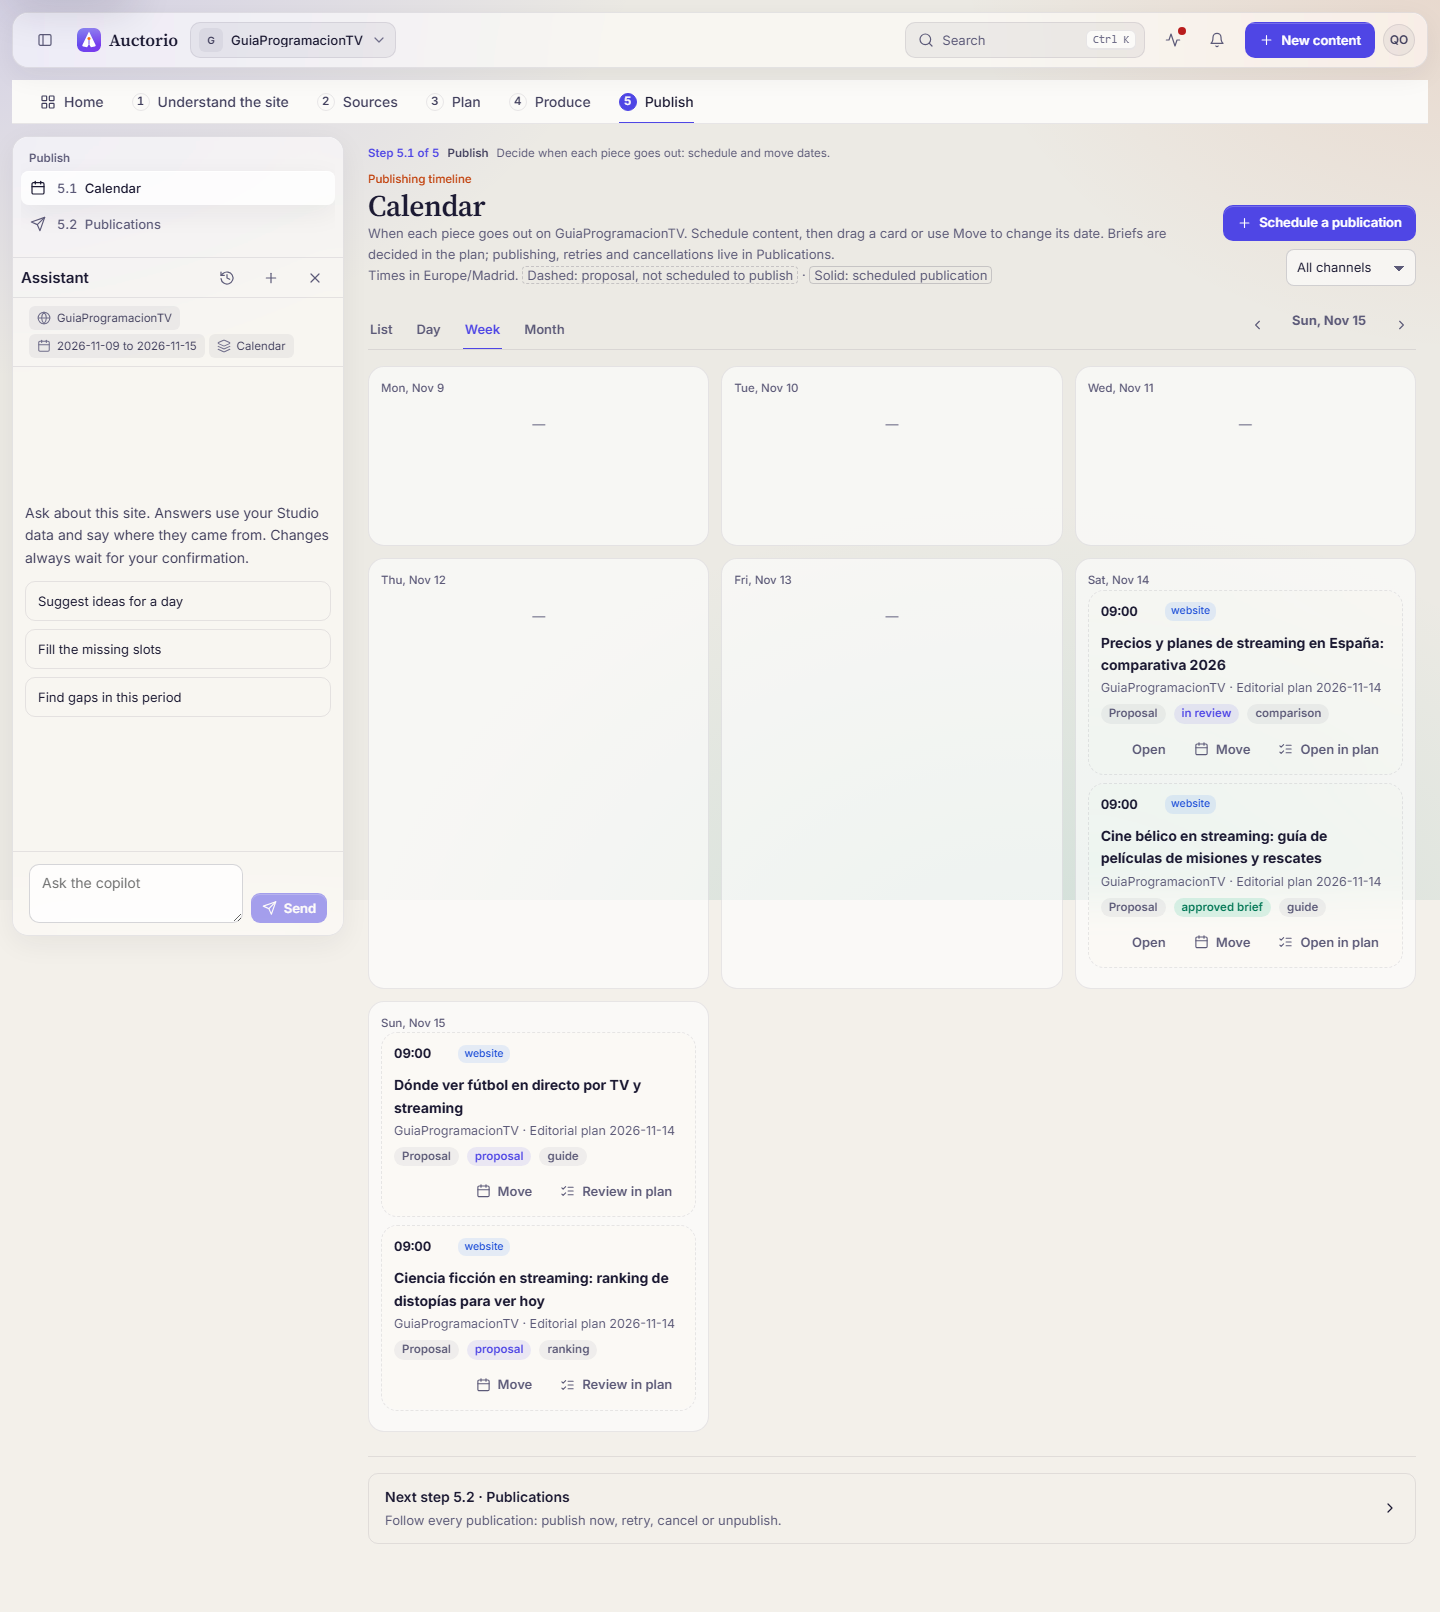 Auctorio
G GuiaProgramacionTV
Search Ctrl K
New content
QO
Home
1 Understand the site
2 Sources
3 Plan
4 Produce
5 Publish
Publish
5.1 Calendar
5.2 Publications
Assistant
GuiaProgramacionTV
2026-11-09 to 2026-11-15
Calendar
Ask about this site. Answers use your Studio
data and say where they came from. Changes
always wait for your confirmation.
Suggest ideas for a day
Fill the missing slots
Find gaps in this period
Ask the copilot
Send
Step 5.1 of 5 Publish Decide when each piece goes out: schedule and move dates.
Publishing timeline
Calendar
When each piece goes out on GuiaProgramacionTV. Schedule content, then drag a card or use Move to change its date. Briefs are
decided in the plan; publishing, retries and cancellations live in Publications.
Times in Europe/Madrid. Dashed: proposal, not scheduled to publish · Solid: scheduled publication
Schedule a publication
All channels
List
Day
Week
Month
Sun, Nov 15
Mon, Nov 9
—
Tue, Nov 10
—
Wed, Nov 11
—
Thu, Nov 12
—
Fri, Nov 13
—
Sat, Nov 14
09:00 website
Precios y planes de streaming en España:
comparativa 2026
GuiaProgramacionTV · Editorial plan 2026-11-14
Proposal in review comparison
Open Move Open in plan
09:00 website
Cine bélico en streaming: guía de
películas de misiones y rescates
GuiaProgramacionTV · Editorial plan 2026-11-14
Proposal approved brief guide
Open Move Open in plan
Sun, Nov 15
09:00 website
Dónde ver fútbol en directo por TV y
streaming
GuiaProgramacionTV · Editorial plan 2026-11-14
Proposal proposal guide
Move Review in plan
09:00 website
Ciencia ficción en streaming: ranking de
distopías para ver hoy
GuiaProgramacionTV · Editorial plan 2026-11-14
Proposal proposal ranking
Move Review in plan
Next step 5.2 · Publications
Follow every publication: publish now, retry, cancel or unpublish.